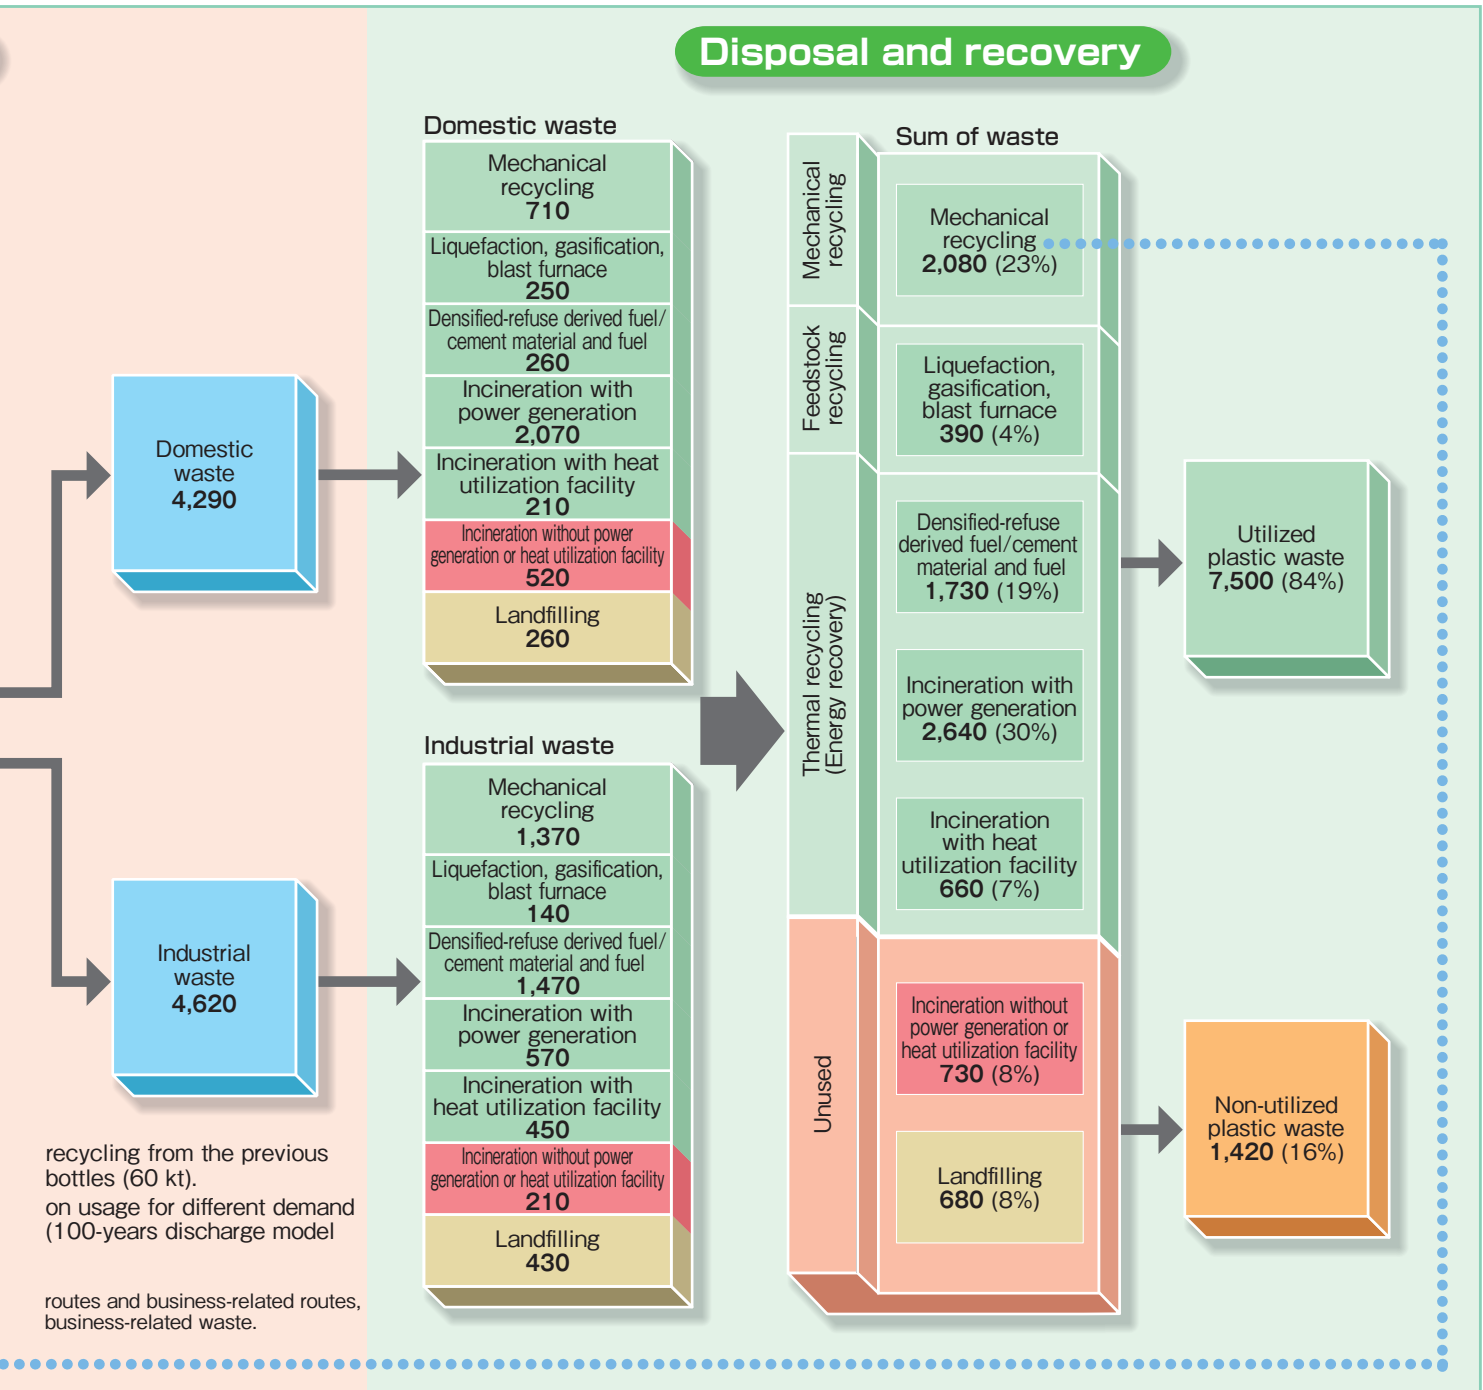 Disposal and recovery
Domestic
waste
4,290
Industrial
waste
4,620
recycling from the previous
bottles (60 kt).
on usage for different demand
(100-years discharge model
routes and business-related routes,
business-related waste.
Domestic waste
Mechanical
recycling
710
Liquefaction, gasification,
blast furnace
250
Densified-refuse derived fuel/
cement material and fuel
260
Incineration with
power generation
2,070
Incineration with heat
utilization facility
210
Incineration without power
generation or heat utilization facility
520
Landfilling
260
Industrial waste
Mechanical
recycling
1,370
Liquefaction, gasification,
blast furnace
140
Densified-refuse derived fuel/
cement material and fuel
1,470
Incineration with
power generation
570
Incineration with
heat utilization facility
450
Incineration without power
generation or heat utilization facility
210
Landfilling
430
Mechanical
recycling
Feedstock
recycling
Thermal recycling
(Energy recovery)
Unused
Sum of waste
Mechanical
recycling
2,080 (23%)
Liquefaction,
gasification,
blast furnace
390 (4%)
Densified-refuse
derived fuel/cement
material and fuel
1,730 (19%)
Incineration with
power generation
2,640 (30%)
Incineration
with heat
utilization facility
660 (7%)
Incineration without
power generation or
heat utilization facility
730 (8%)
Landfilling
680 (8%)
Utilized
plastic waste
7,500 (84%)
Non-utilized
plastic waste
1,420 (16%)